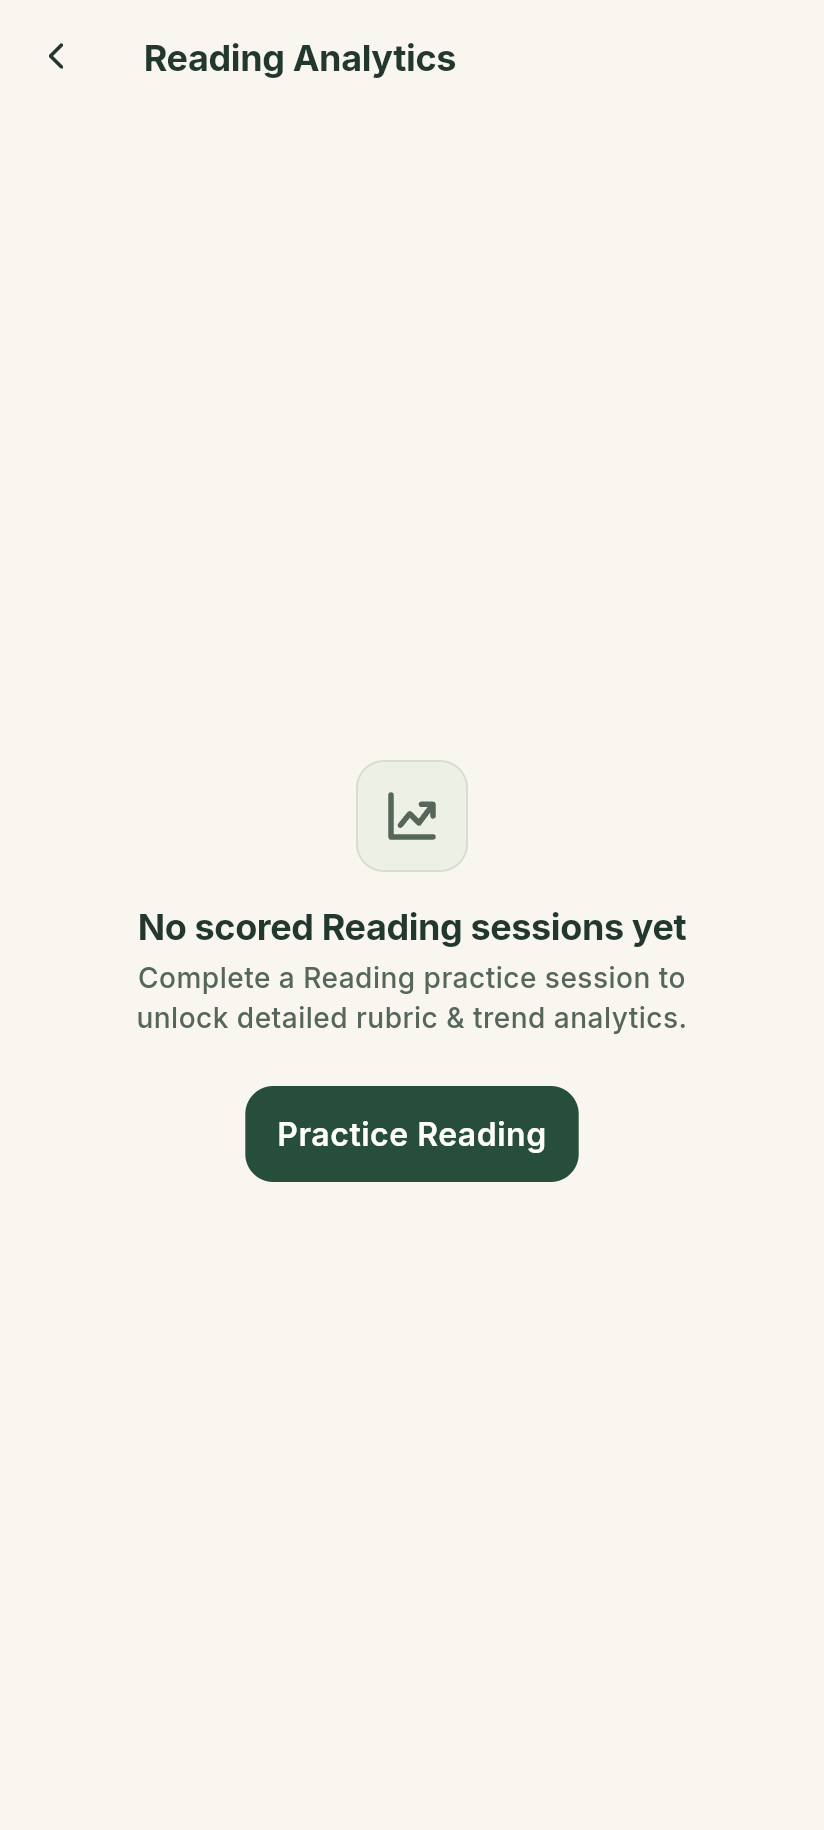 Reading Analytics
No scored Reading sessions yet
Complete a Reading practice session to
unlock detailed rubric & trend analytics.
Practice Reading